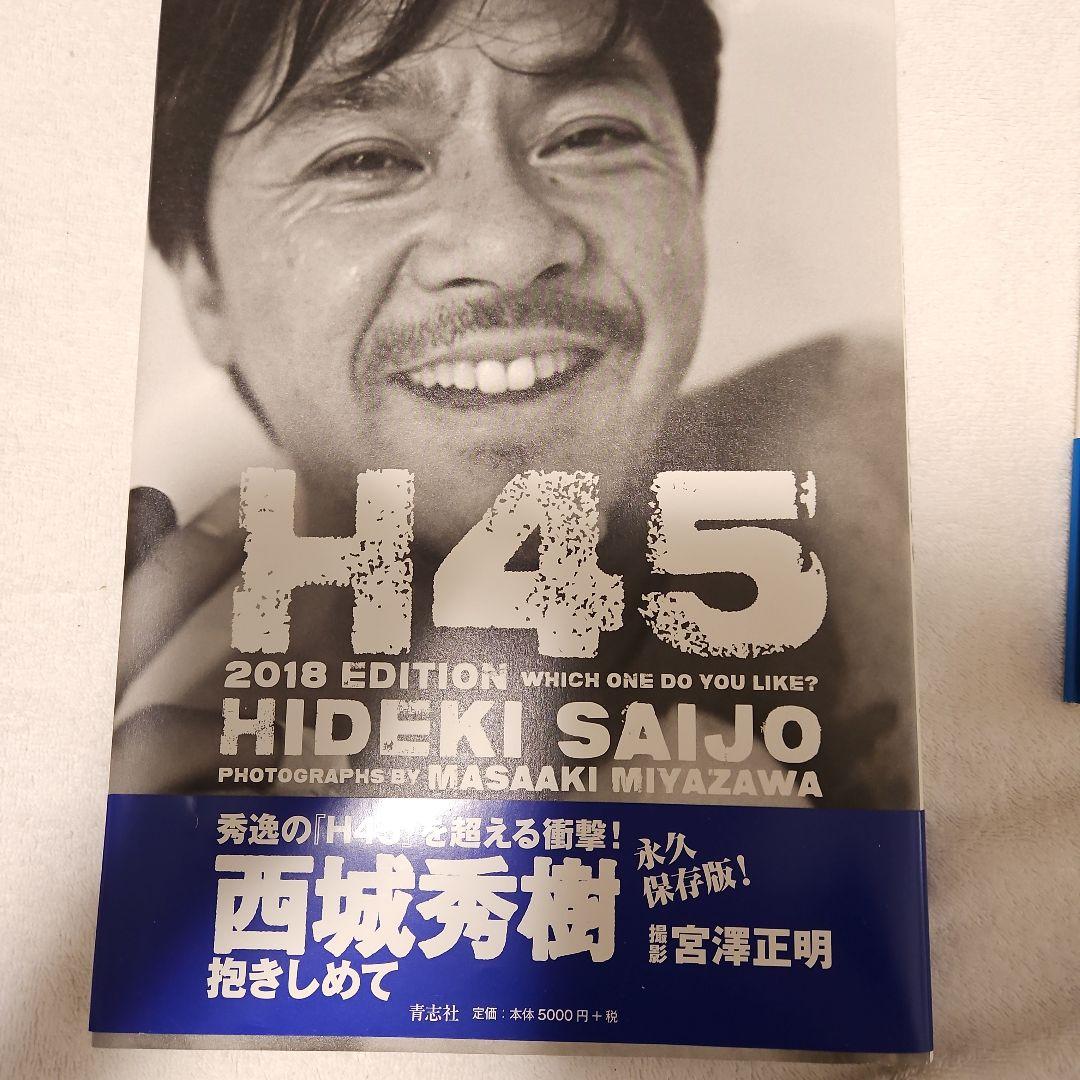 H45
2018 EDITION WHICH ONE DO YOU LIKE?
HIDEKI SAIJO
PHOTOGRAPHS BY MASAAKI MIYAZAWA
秀逸の『H45』を超える衝撃!
西城秀樹
抱きしめて
永久
保存版!
撮影 宮澤正明
青志社 定価:本体5000円+税